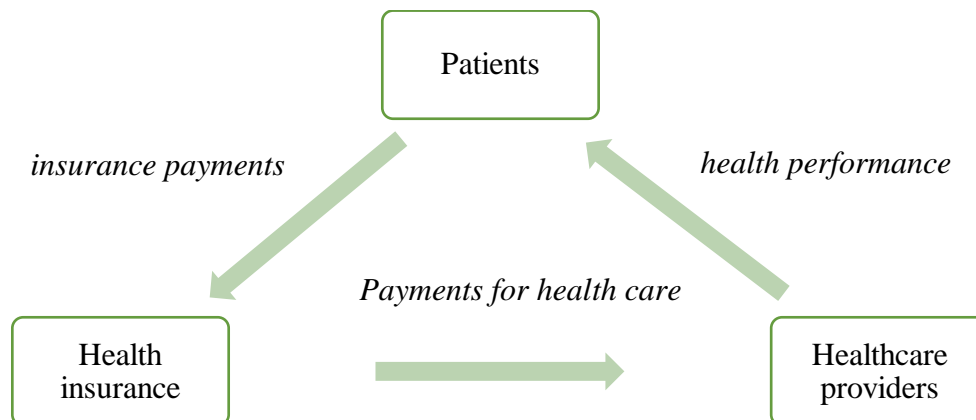 Patients
insurance payments
health performance
Payments for health care
Health
insurance
Healthcare
providers